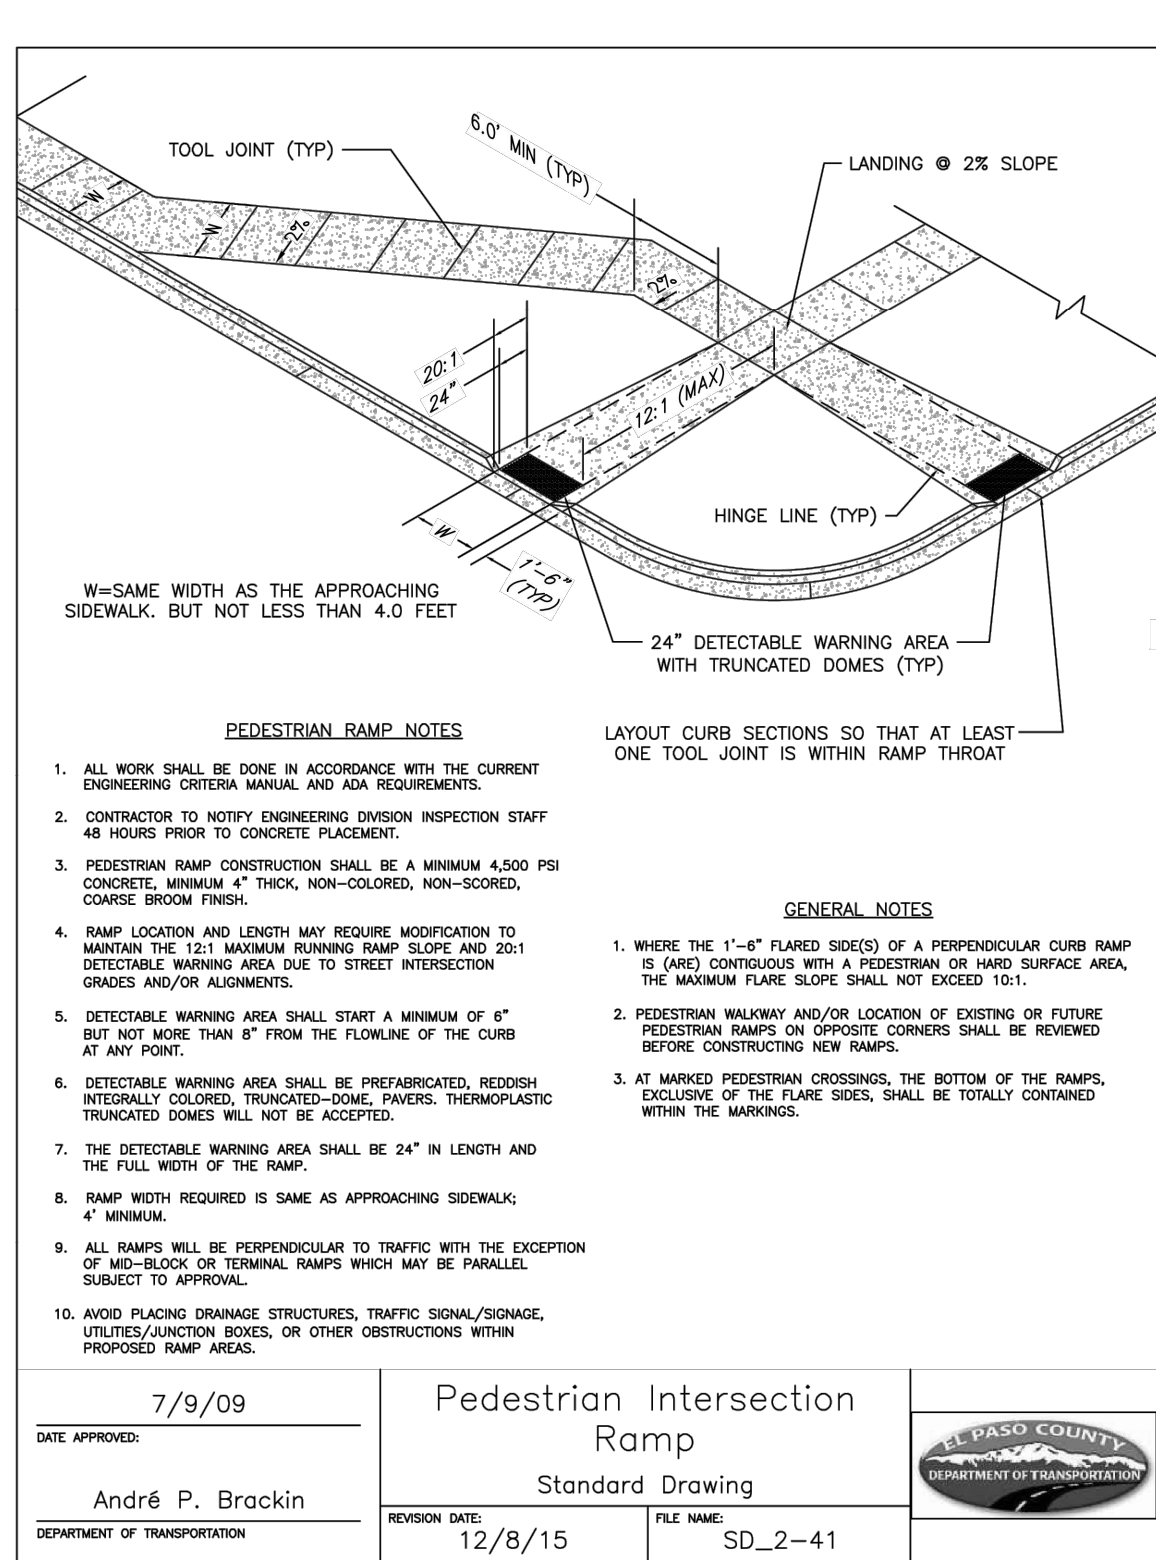 TOOL JOINT (TYP)
6.0' MIN (TYP)
LANDING @ 2% SLOPE
W
W
2%
2%
20:1
24"
12:1 (MAX)
HINGE LINE (TYP)
W
1'-6"
(TYP)
W=SAME WIDTH AS THE APPROACHING
SIDEWALK. BUT NOT LESS THAN 4.0 FEET
24" DETECTABLE WARNING AREA
WITH TRUNCATED DOMES (TYP)
LAYOUT CURB SECTIONS SO THAT AT LEAST
ONE TOOL JOINT IS WITHIN RAMP THROAT
PEDESTRIAN RAMP NOTES
1. ALL WORK SHALL BE DONE IN ACCORDANCE WITH THE CURRENT
ENGINEERING CRITERIA MANUAL AND ADA REQUIREMENTS.
2. CONTRACTOR TO NOTIFY ENGINEERING DIVISION INSPECTION STAFF
48 HOURS PRIOR TO CONCRETE PLACEMENT.
3. PEDESTRIAN RAMP CONSTRUCTION SHALL BE A MINIMUM 4,500 PSI
CONCRETE, MINIMUM 4" THICK, NON-COLORED, NON-SCORED,
COARSE BROOM FINISH.
4. RAMP LOCATION AND LENGTH MAY REQUIRE MODIFICATION TO
MAINTAIN THE 12:1 MAXIMUM RUNNING RAMP SLOPE AND 20:1
DETECTABLE WARNING AREA DUE TO STREET INTERSECTION
GRADES AND/OR ALIGNMENTS.
5. DETECTABLE WARNING AREA SHALL START A MINIMUM OF 6"
BUT NOT MORE THAN 8" FROM THE FLOWLINE OF THE CURB
AT ANY POINT.
6. DETECTABLE WARNING AREA SHALL BE PREFABRICATED, REDDISH
INTEGRALLY COLORED, TRUNCATED-DOME, PAVERS. THERMOPLASTIC
TRUNCATED DOMES WILL NOT BE ACCEPTED.
7. THE DETECTABLE WARNING AREA SHALL BE 24" IN LENGTH AND
THE FULL WIDTH OF THE RAMP.
8. RAMP WIDTH REQUIRED IS SAME AS APPROACHING SIDEWALK;
4' MINIMUM.
9. ALL RAMPS WILL BE PERPENDICULAR TO TRAFFIC WITH THE EXCEPTION
OF MID-BLOCK OR TERMINAL RAMPS WHICH MAY BE PARALLEL
SUBJECT TO APPROVAL.
10. AVOID PLACING DRAINAGE STRUCTURES, TRAFFIC SIGNAL/SIGNAGE,
UTILITIES/JUNCTION BOXES, OR OTHER OBSTRUCTIONS WITHIN
PROPOSED RAMP AREAS.
GENERAL NOTES
1. WHERE THE 1'-6" FLARED SIDE(S) OF A PERPENDICULAR CURB RAMP
IS (ARE) CONTIGUOUS WITH A PEDESTRIAN OR HARD SURFACE AREA,
THE MAXIMUM FLARE SLOPE SHALL NOT EXCEED 10:1.
2. PEDESTRIAN WALKWAY AND/OR LOCATION OF EXISTING OR FUTURE
PEDESTRIAN RAMPS ON OPPOSITE CORNERS SHALL BE REVIEWED
BEFORE CONSTRUCTING NEW RAMPS.
3. AT MARKED PEDESTRIAN CROSSINGS, THE BOTTOM OF THE RAMPS,
EXCLUSIVE OF THE FLARE SIDES, SHALL BE TOTALLY CONTAINED
WITHIN THE MARKINGS.
7/9/09
DATE APPROVED:
André P. Brackin
DEPARTMENT OF TRANSPORTATION
Pedestrian Intersection
Ramp
Standard Drawing
REVISION DATE:
12/8/15
FILE NAME:
SD_2-41
EL PASO COUNTY
DEPARTMENT OF TRANSPORTATION